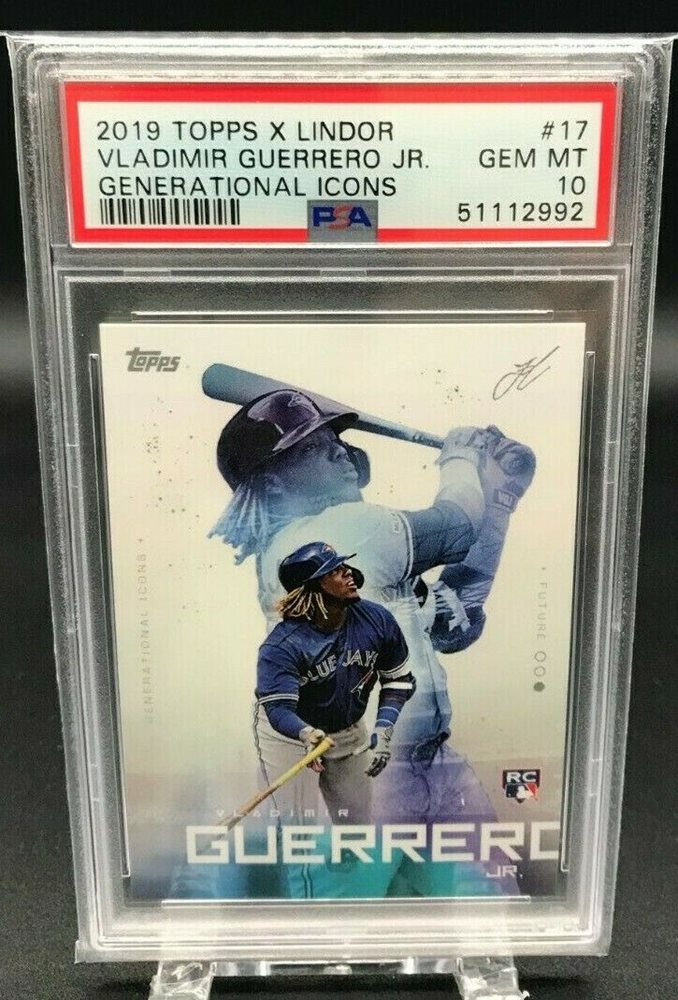 2019 TOPPS X LINDOR #17
VLADIMIR GUERRERO JR. GEM MT
GENERATIONAL ICONS 10
PSA 51112992
Topps
GENERATIONAL ICONS +
+ FUTURE
BLUE JAYS
RC
VLADIMIR
GUERRERO
JR.